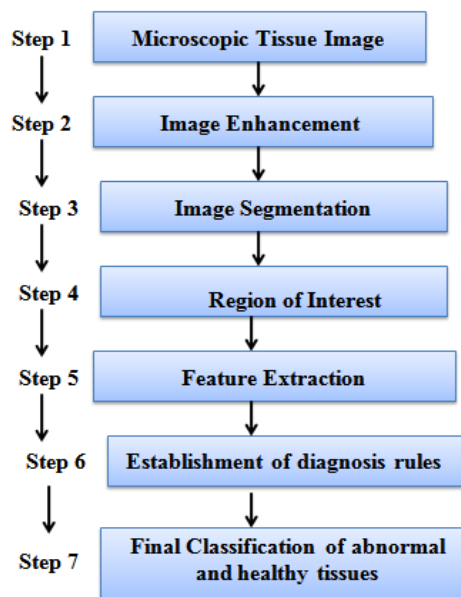 Step 1
Microscopic Tissue Image
Step 2
Image Enhancement
Step 3
Image Segmentation
Step 4
Region of Interest
Step 5
Feature Extraction
Step 6
Establishment of diagnosis rules
Step 7
Final Classification of abnormal
and healthy tissues